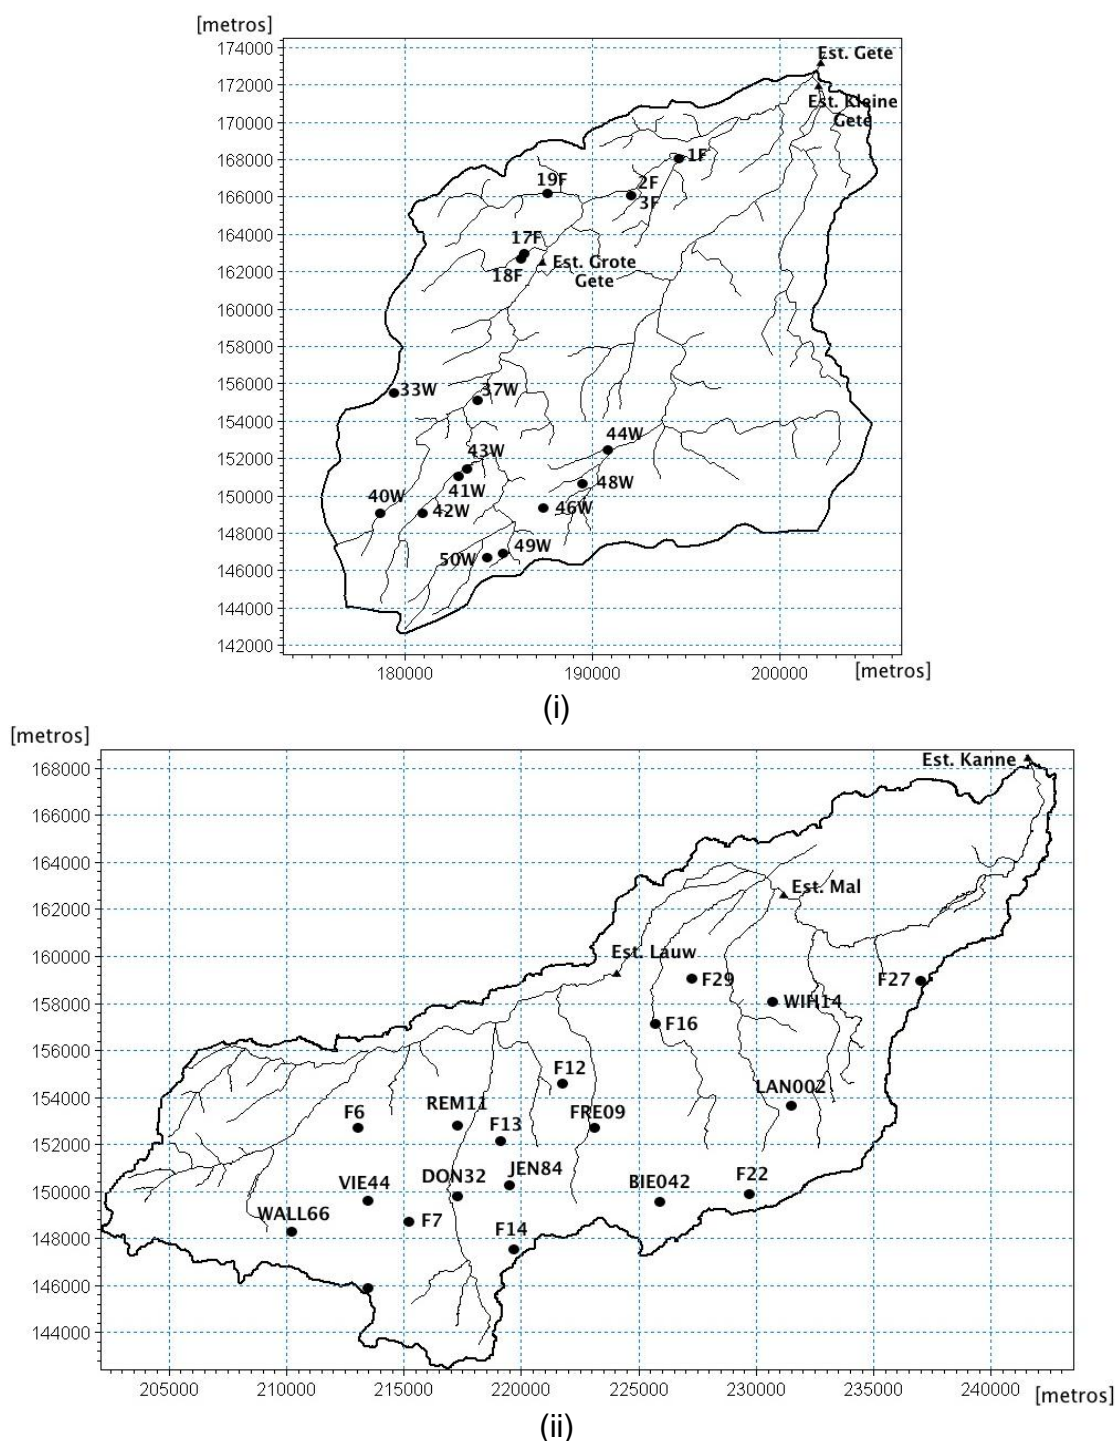 [metros]
174000
172000
170000
168000
166000
164000
162000
160000
158000
156000
154000
152000
150000
148000
146000
144000
142000
Est. Gete
Est. Kleine
Gete
1F
2F
3F
19F
17F
18F
Est. Grote
Gete
33W
37W
44W
43W
41W
48W
40W
42W
46W
49W
50W
180000
190000
200000
[metros]
(i)
[metros]
168000
166000
164000
162000
160000
158000
156000
154000
152000
150000
148000
146000
144000
Est. Kanne
Est. Mal
Est. Lauw
F29
F27
WIH14
F16
F12
LAN002
F6
REM11
FRE09
F13
JEN84
VIE44
DON32
BIE042
F22
WALL66
F7
F14
205000
210000
215000
220000
225000
230000
235000
240000
[metros]
(ii)